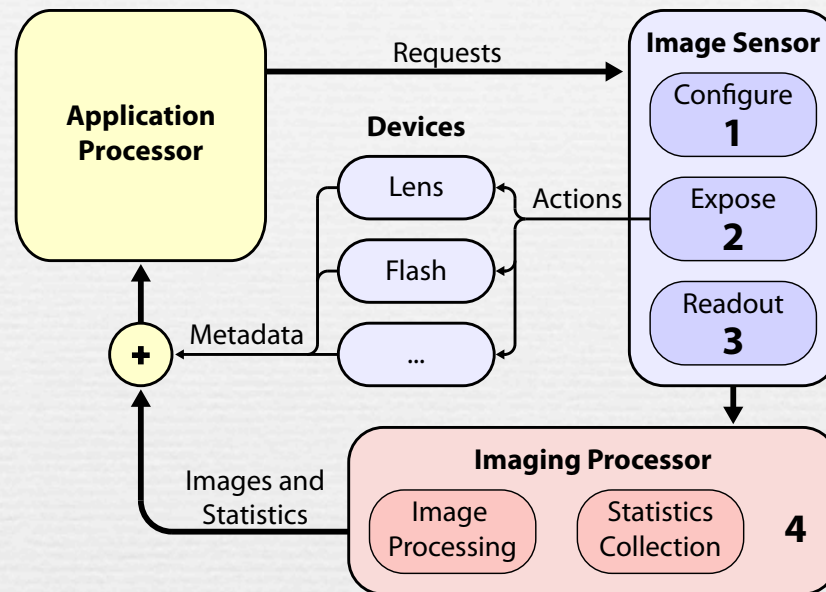 Application
Processor
Requests
Image Sensor
Configure
1
Expose
2
Readout
3
Devices
Lens
Flash
...
Actions
Metadata
+
Imaging Processor
Image
Processing
Statistics
Collection
4
Images and
Statistics